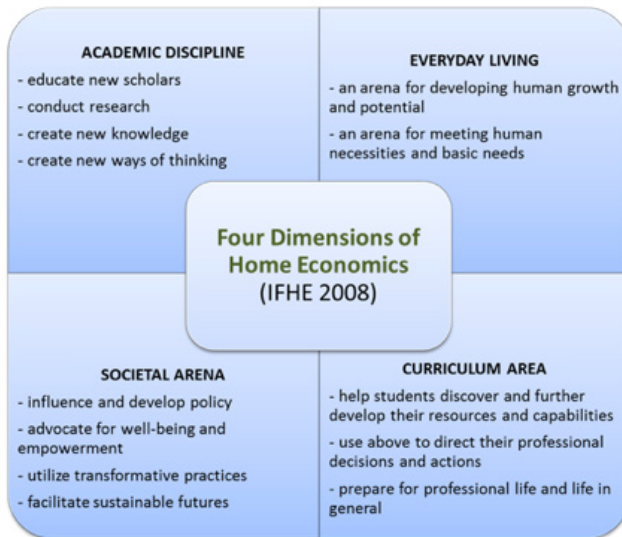 ACADEMIC DISCIPLINE
- educate new scholars
- conduct research
- create new knowledge
- create new ways of thinking
EVERYDAY LIVING
- an arena for developing human growth
and potential
- an arena for meeting human
necessities and basic needs
Four Dimensions of
Home Economics
(IFHE 2008)
SOCIETAL ARENA
- influence and develop policy
- advocate for well-being and
empowerment
- utilize transformative practices
- facilitate sustainable futures
CURRICULUM AREA
- help students discover and further
develop their resources and capabilities
- use above to direct their professional
decisions and actions
- prepare for professional life and life in
general